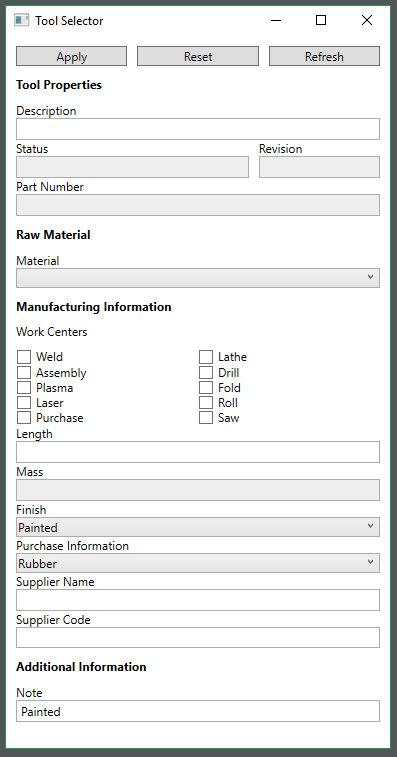 Tool Selector
Apply Reset Refresh
Tool Properties
Description
Status Revision
Part Number
Raw Material
Material
Manufacturing Information
Work Centers
Weld Lathe
Assembly Drill
Plasma Fold
Laser Roll
Purchase Saw
Length
Mass
Finish
Painted
Purchase Information
Rubber
Supplier Name
Supplier Code
Additional Information
Note
Painted